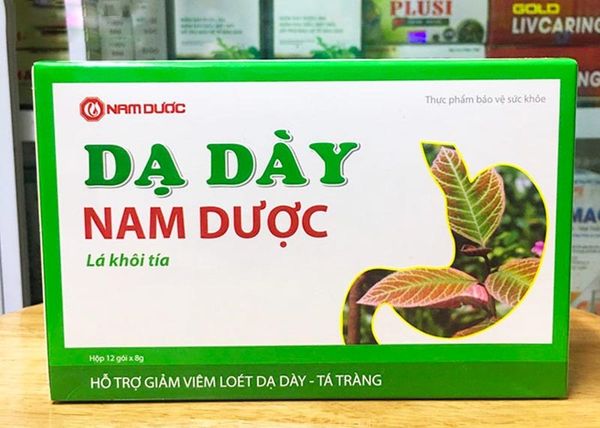 PLUSI
GOLD
LIVCARING
NAM DƯỢC
Thực phẩm bảo vệ sức khỏe
DẠ DÀY
NAM DƯỢC
Lá khôi tía
Hộp 12 gói x 8g
HỖ TRỢ GIẢM VIÊM LOÉT DẠ DÀY - TÁ TRÀNG